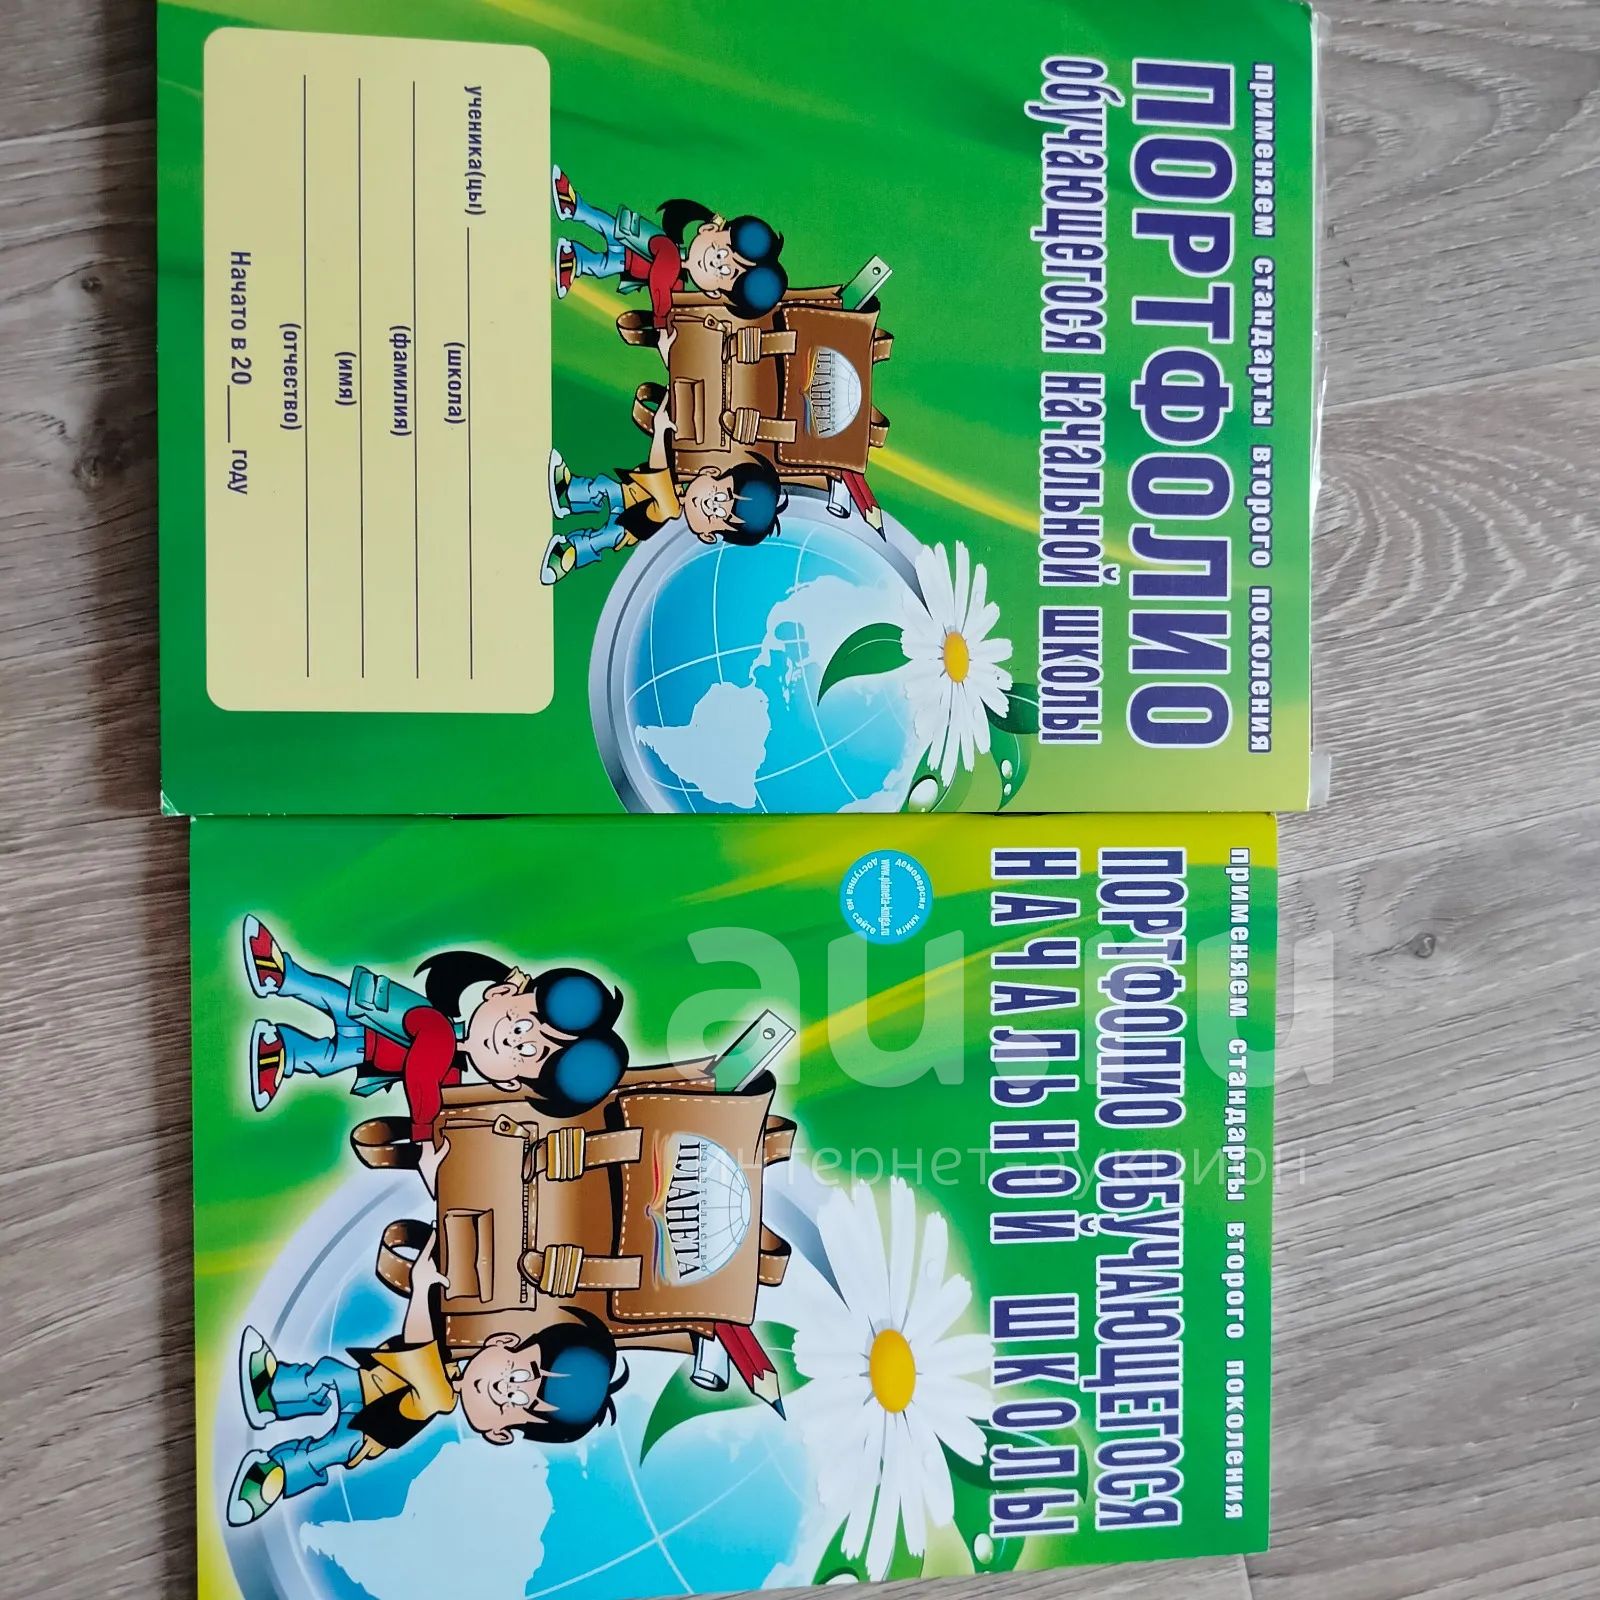 применяем стандарты второго поколения
ПОРТФОЛИО
обучающегося начальной школы
ПЛАНЕТА
ученика(цы)
(школа)
(фамилия)
(имя)
(отчество)
Начато в 20___ году
применяем стандарты второго поколения
ПОРТФОЛИО ОБУЧАЮЩЕГОСЯ
НАЧАЛЬНОЙ ШКОЛЫ
демоверсия книги
www.planeta-kniga.ru
доступна на сайте
издательство
ПЛАНЕТА
au.ru
интернет-аукцион